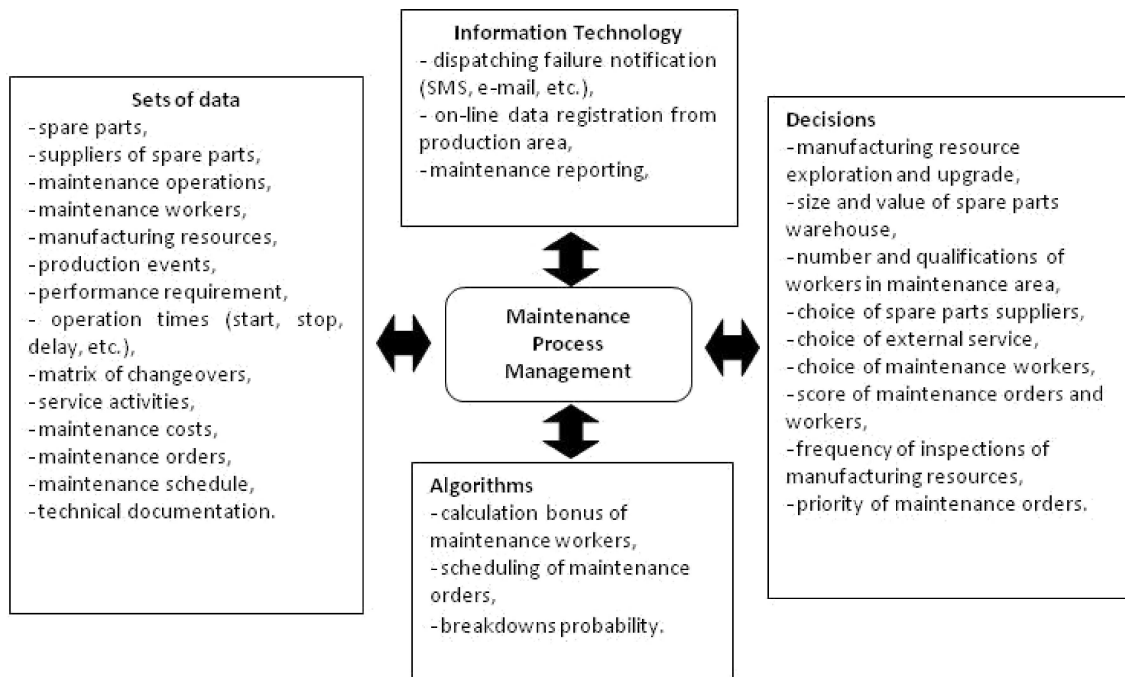 Information Technology
- dispatching failure notification
(SMS, e-mail, etc.),
- on-line data registration from
production area,
-maintenance reporting,
Sets of data
-spare parts,
-suppliers of spare parts,
-maintenance operations,
-maintenance workers,
-manufacturing resources,
-production events,
-performance requirement,
- operation times (start, stop,
delay, etc.),
-matrix of changeovers,
-service activities,
-maintenance costs,
-maintenance orders,
-maintenance schedule,
-technical documentation.
Maintenance
Process
Management
Decisions
-manufacturing resource
exploration and upgrade,
-size and value of spare parts
warehouse,
-number and qualifications of
workers in maintenance area,
-choice of spare parts suppliers,
-choice of external service,
-choice of maintenance workers,
-score of maintenance orders and
workers,
-frequency of inspections of
manufacturing resources,
-priority of maintenance orders.
Algorithms
-calculation bonus of
maintenance workers,
-scheduling of maintenance
orders,
-breakdowns probability.